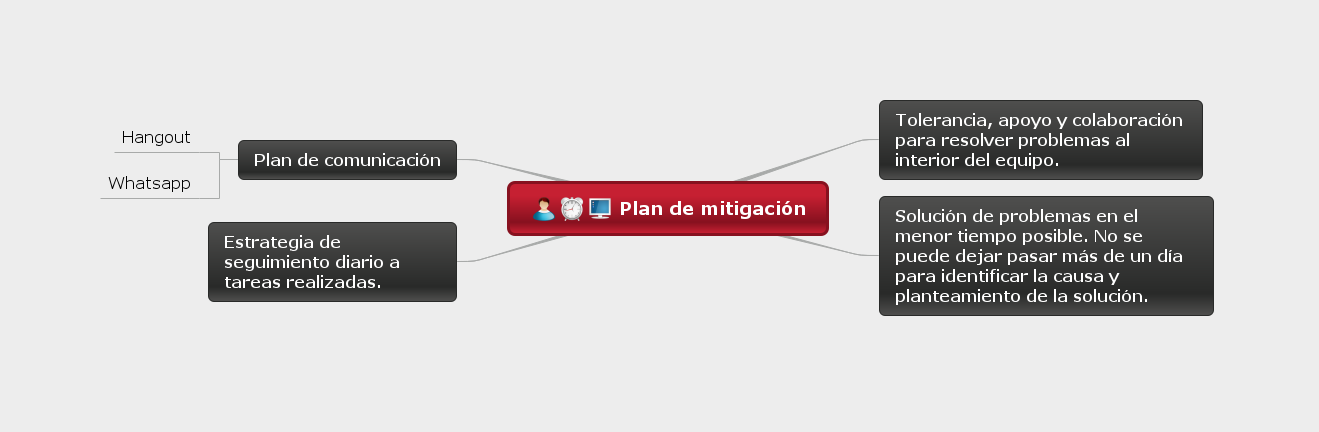 Hangout
Whatsapp
Plan de comunicación
Estrategia de
seguimiento diario a
tareas realizadas.
Plan de mitigación
Tolerancia, apoyo y colaboración
para resolver problemas al
interior del equipo.
Solución de problemas en el
menor tiempo posible. No se
puede dejar pasar más de un día
para identificar la causa y
planteamiento de la solución.